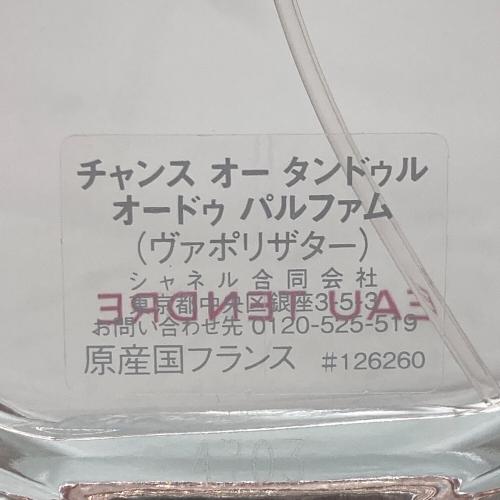 チャンス オー タンドゥル
オードゥ パルファム
(ヴァポリザター)
シャネル合同会社
東京都中央区銀座3-5-3
EAU TENDRE
お問い合わせ先 0120-525-519
原産国フランス #126260